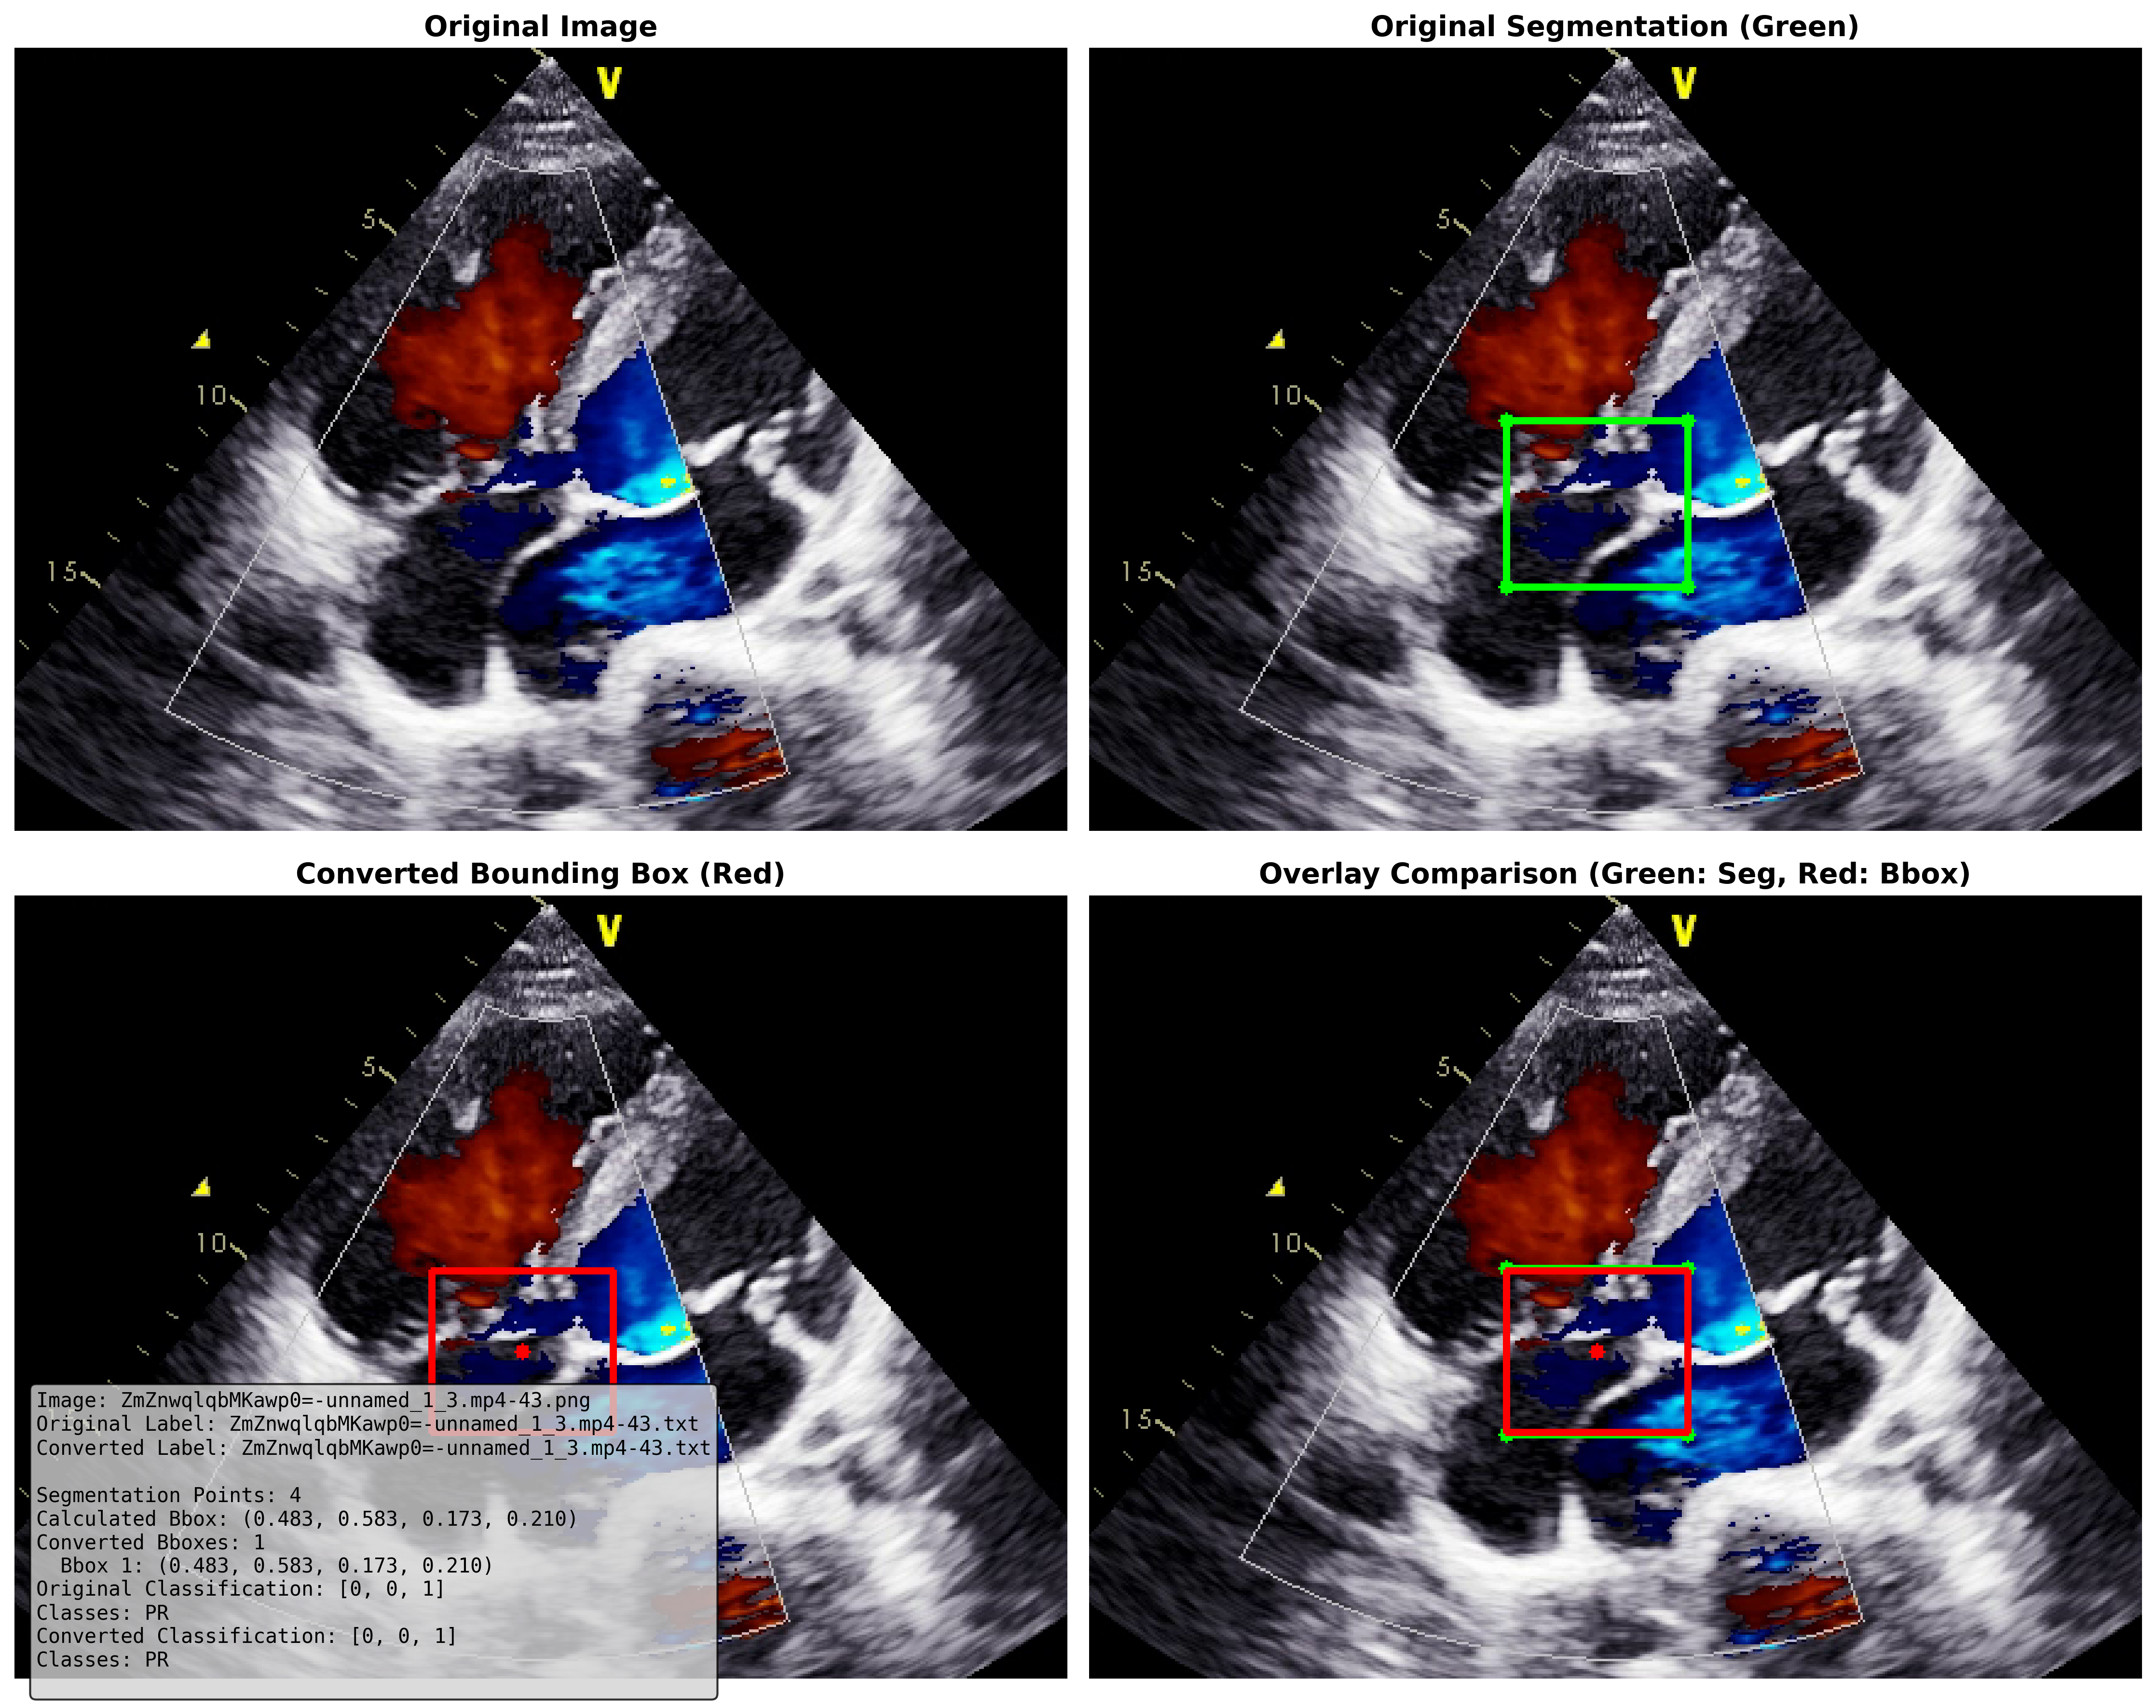 Original Image
Original Segmentation (Green)
V
5
10
15
V
5
10
15
Converted Bounding Box (Red)
Overlay Comparison (Green: Seg, Red: Bbox)
V
5
10
V
5
10
15
Image: ZmZnwqlqbMKawp0=-unnamed_1_3.mp4-43.png
Original Label: ZmZnwqlqbMKawp0=-unnamed_1_3.mp4-43.txt
Converted Label: ZmZnwqlqbMKawp0=-unnamed_1_3.mp4-43.txt
Segmentation Points: 4
Calculated Bbox: (0.483, 0.583, 0.173, 0.210)
Converted Bboxes: 1
Bbox 1: (0.483, 0.583, 0.173, 0.210)
Original Classification: [0, 0, 1]
Classes: PR
Converted Classification: [0, 0, 1]
Classes: PR